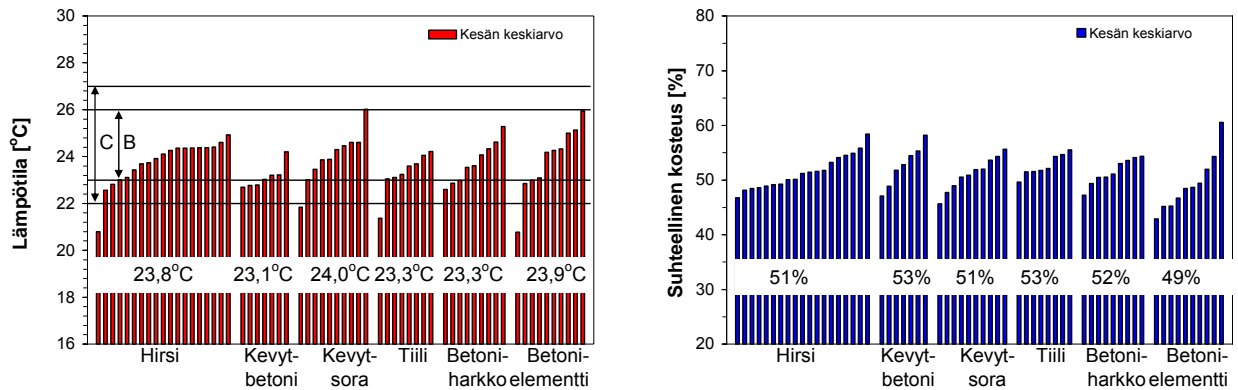 30
28
26
24
22
20
18
16
Lämpötila [°C]
Kesän keskiarvo
C B
23,8°C 23,1°C 24,0°C 23,3°C 23,3°C 23,9°C
Hirsi Kevyt- Kevyt- Tiili Betoni- Betoni-
betoni sora harkko elementti
80
70
60
50
40
30
20
Suhteellinen kosteus [%]
Kesän keskiarvo
51% 53% 51% 53% 52% 49%
Hirsi Kevyt- Kevyt- Tiili Betoni- Betoni-
betoni sora harkko elementti